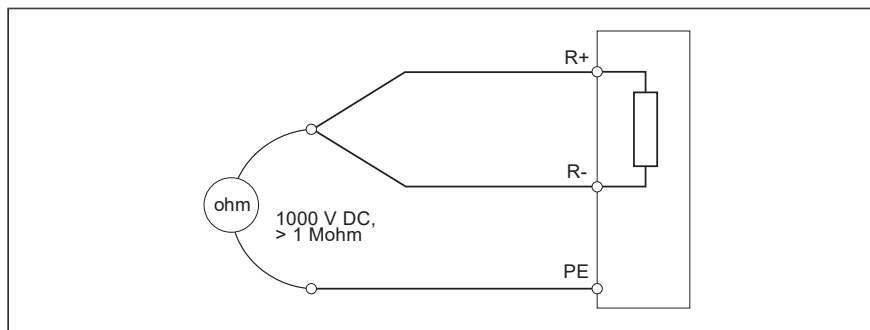 R+
R-
ohm
1000 V DC,
> 1 Mohm
PE